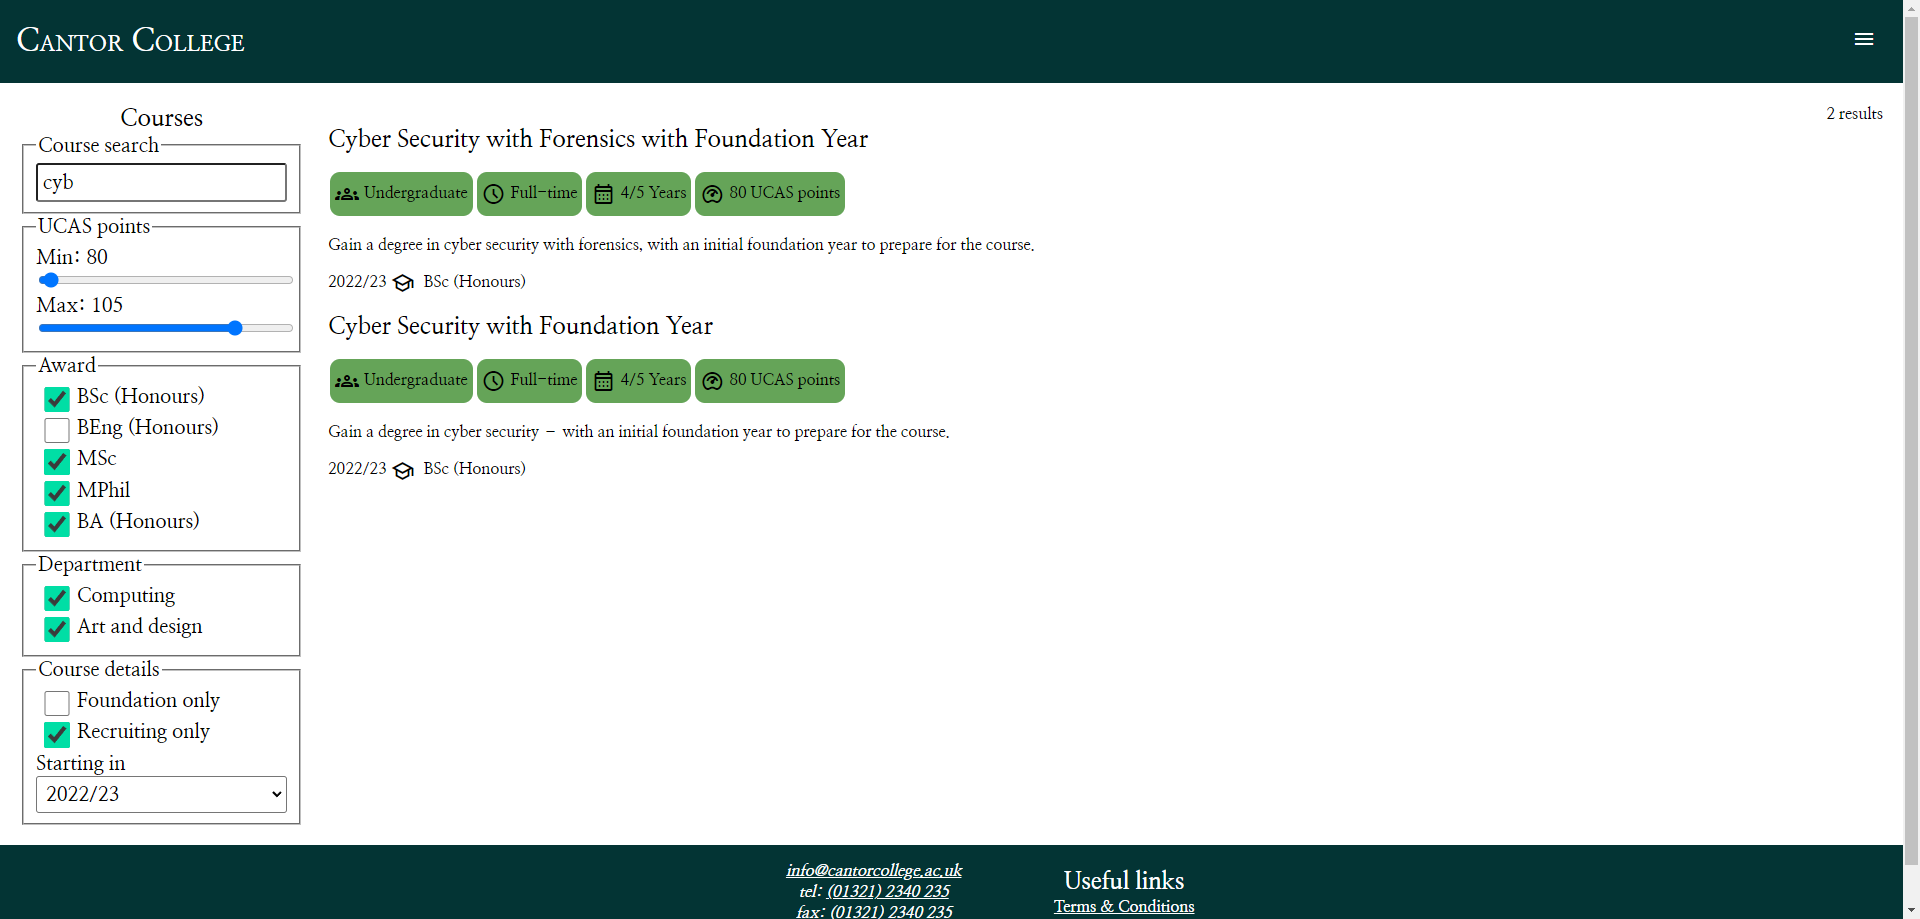 Cantor College
Courses
Course search
cyb
UCAS points
Min: 80
Max: 105
Award
BSc (Honours)
BEng (Honours)
MSc
MPhil
BA (Honours)
Department
Computing
Art and design
Course details
Foundation only
Recruiting only
Starting in
2022/23
2 results
Cyber Security with Forensics with Foundation Year
Undergraduate Full-time 4/5 Years 80 UCAS points
Gain a degree in cyber security with forensics, with an initial foundation year to prepare for the course.
2022/23 BSc (Honours)
Cyber Security with Foundation Year
Undergraduate Full-time 4/5 Years 80 UCAS points
Gain a degree in cyber security - with an initial foundation year to prepare for the course.
2022/23 BSc (Honours)
info@cantorcollege.ac.uk
tel: (01321) 2340 235
fax: (01321) 2340 235
Useful links
Terms & Conditions